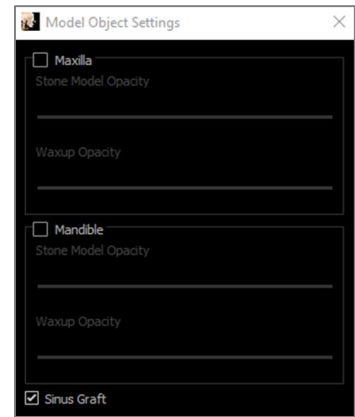 Model Object Settings
Maxilla
Stone Model Opacity
Waxup Opacity
Mandible
Stone Model Opacity
Waxup Opacity
Sinus Graft